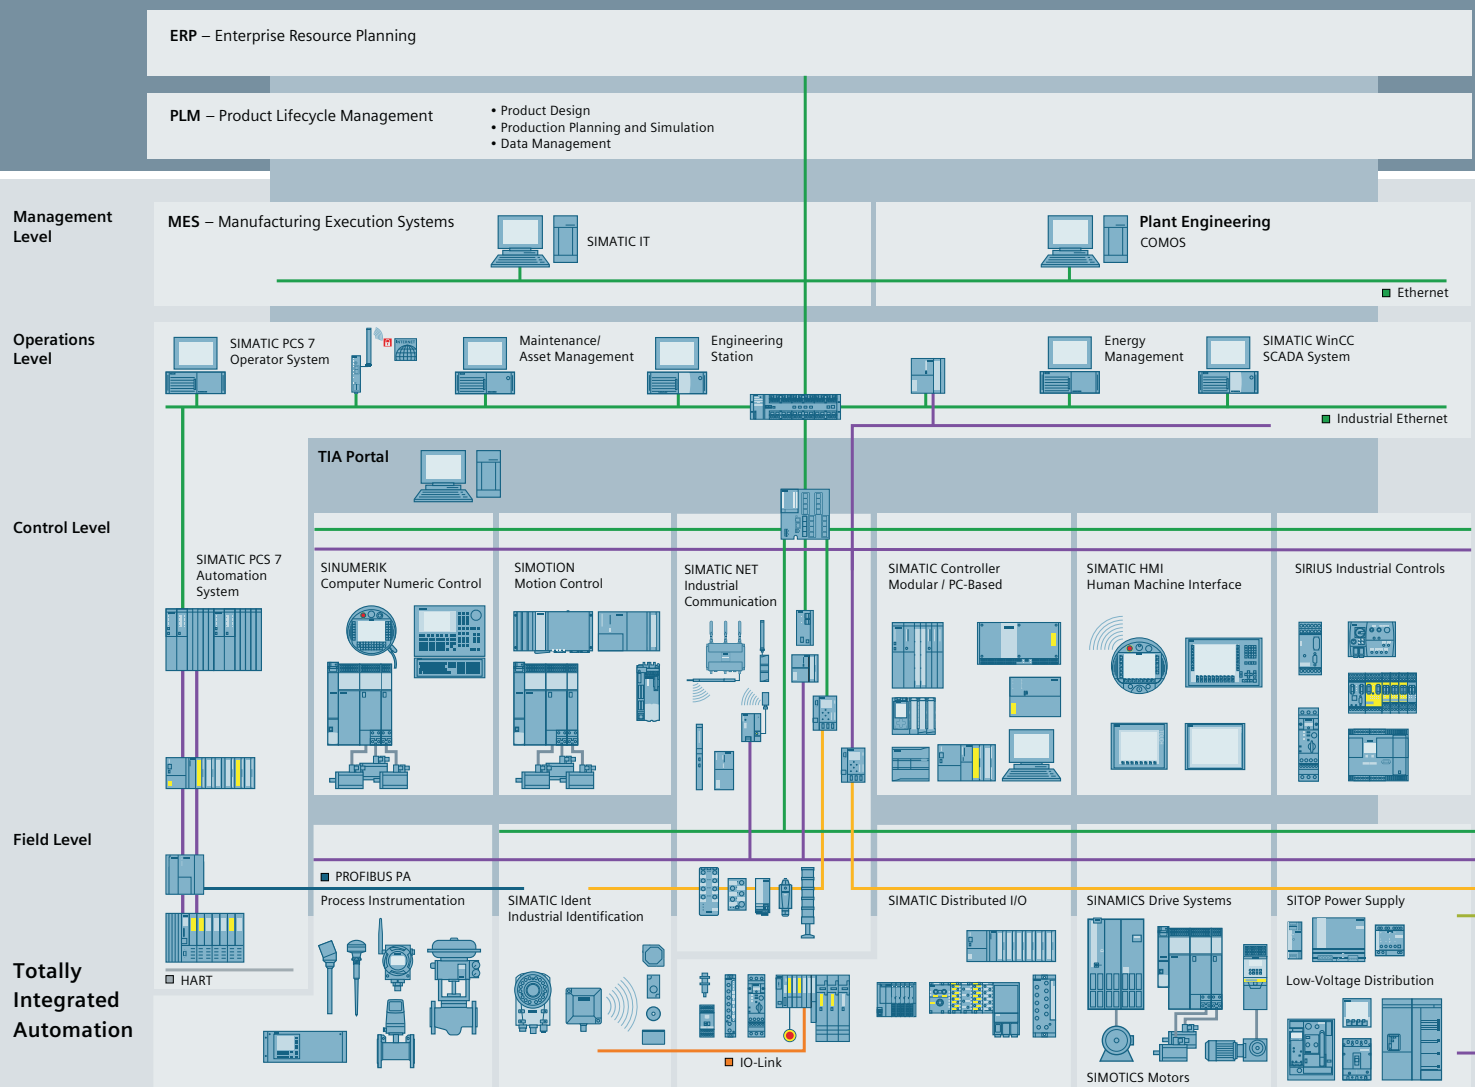 ERP – Enterprise Resource Planning
PLM – Product Lifecycle Management
• Product Design
• Production Planning and Simulation
• Data Management
Management
Level
MES – Manufacturing Execution Systems
SIMATIC IT
Plant Engineering
COMOS
Ethernet
Operations
Level
SIMATIC PCS 7
Operator System
Maintenance/
Asset Management
Engineering
Station
Energy
Management
SIMATIC WinCC
SCADA System
Industrial Ethernet
TIA Portal
Control Level
SIMATIC PCS 7
Automation
System
SINUMERIK
Computer Numeric Control
SIMOTION
Motion Control
SIMATIC NET
Industrial
Communication
SIMATIC Controller
Modular / PC-Based
SIMATIC HMI
Human Machine Interface
SIRIUS Industrial Controls
Field Level
PROFIBUS PA
Process Instrumentation
SIMATIC Ident
Industrial Identification
SIMATIC Distributed I/O
SINAMICS Drive Systems
SITOP Power Supply
HART
Low-Voltage Distribution
Totally
Integrated
Automation
IO-Link
SIMOTICS Motors